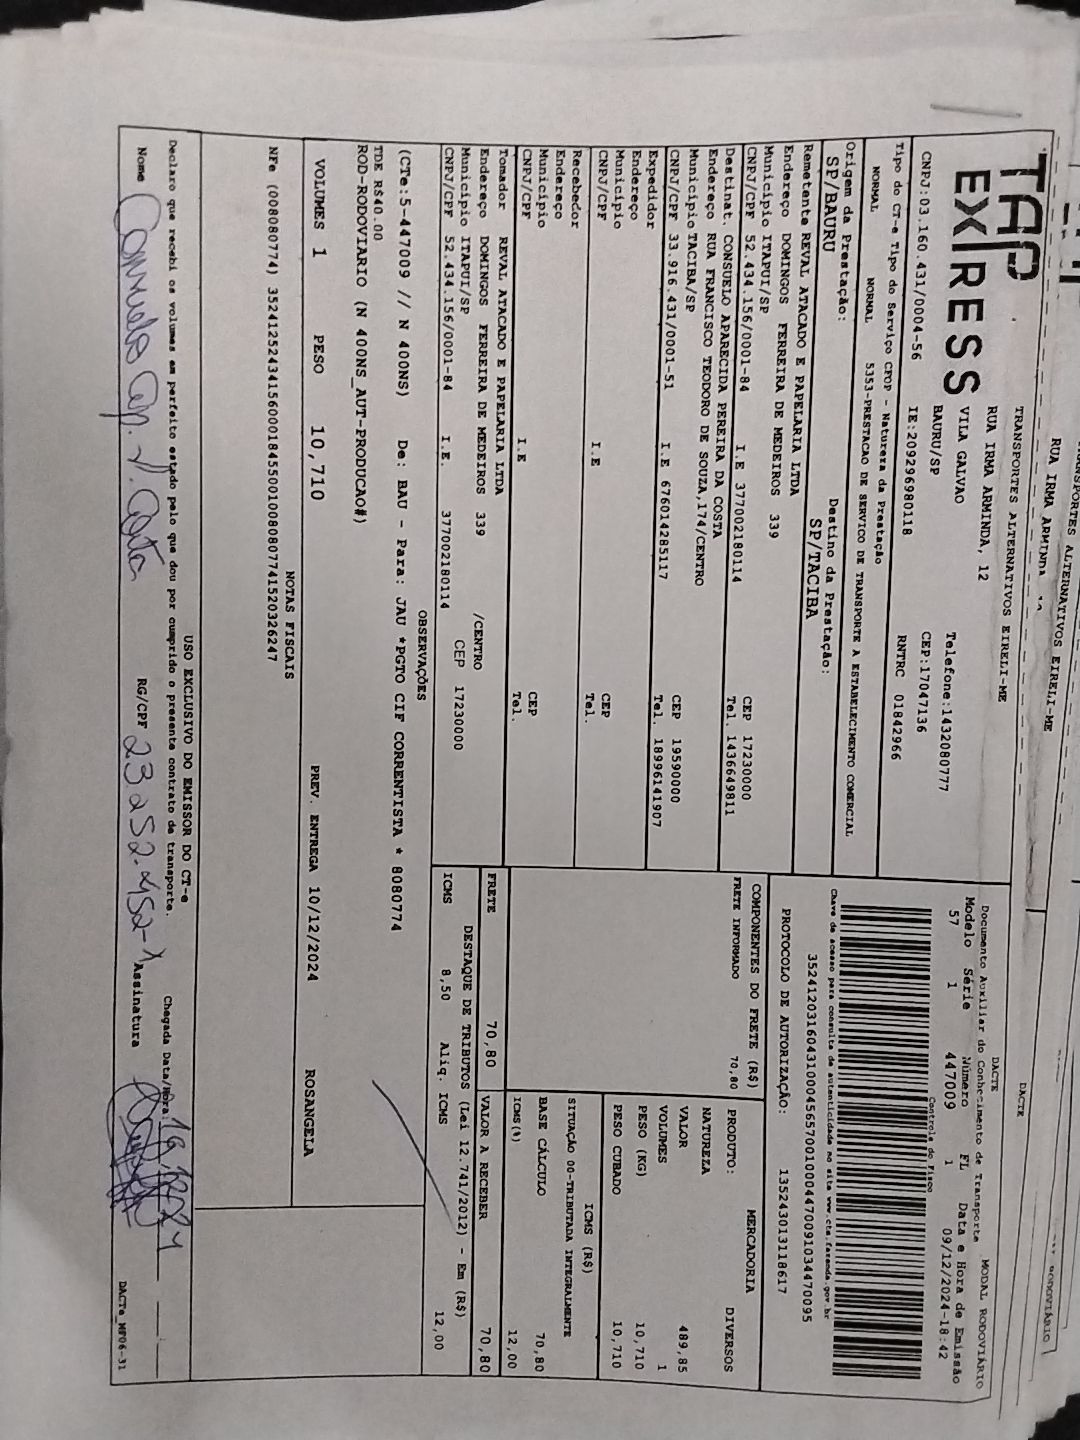 TAP
EXPRESS
TRANSPORTES ALTERNATIVOS EIRELI-ME
RUA IRMA ARMINDA, 12
VILA GALVAO
BAURU/SP
Telefone:1432080777
CEP:17047136
CNPJ:03.160.431/0004-56 IE:209296980118 RNTRC 01842966
Tipo do CT-e Tipo do Serviço CFOP - Natureza da Prestação
NORMAL NORMAL 5353-PRESTACAO DE SERVICO DE TRANSPORTE A ESTABELECIMENTO COMERCIAL
Origem da Prestação: Destino da Prestação:
SP/BAURU SP/TACIBA
DACTE
Documento Auxiliar do Conhecimento de Transporte MODAL RODOVIÁRIO
Modelo Série Número FL Data e Hora de Emissão
57 1 447009 1 09/12/2024-18:42
Controle do Fisco
Chave de acesso para consulta de autenticidade no site www.cte.fazenda.gov.br
35241203160431000456570010004470091034470095
PROTOCOLO DE AUTORIZAÇÃO: 135243013118617
Remetente REVAL ATACADO E PAPELARIA LTDA
Endereço DOMINGOS FERREIRA DE MEDEIROS 339
Município ITAPUI/SP CEP 17230000
CNPJ/CPF 52.434.156/0001-84 I.E 377002180114 Tel. 1436649811
Destinat. CONSUELO APARECIDA PEREIRA DA COSTA
Endereço RUA FRANCISCO TEODORO DE SOUZA,174/CENTRO
Município TACIBA/SP CEP 19590000
CNPJ/CPF 33.916.431/0001-51 I.E 676014285117 Tel. 18996141907
Expedidor
Endereço
Município CEP
CNPJ/CPF I.E Tel.
Recebedor
Endereço
Município CEP
CNPJ/CPF I.E Tel.
Tomador REVAL ATACADO E PAPELARIA LTDA
Endereço DOMINGOS FERREIRA DE MEDEIROS 339 /CENTRO
Município ITAPUI/SP CEP 17230000
CNPJ/CPF 52.434.156/0001-84 I.E. 377002180114
COMPONENTES DO FRETE (R$)
FRETE INFORMADO 70,80
PRODUTO: MERCADORIA DIVERSOS
NATUREZA
VALOR 489,85
VOLUMES 1
PESO (KG) 10,710
PESO CUBADO 10,710
ICMS (R$)
SITUAÇÃO 00-TRIBUTADA INTEGRALMENTE
BASE CÁLCULO 70,80
ICMS(%) 12,00
FRETE 70,80 VALOR A RECEBER 70,80
DESTAQUE DE TRIBUTOS (Lei 12.741/2012) - Em (R$)
ICMS 8,50 Aliq. ICMS 12,00
OBSERVAÇÕES
(CTe:5-447009 // N 400NS) De: BAU - Para: JAU *PGTO CIF CORRENTISTA * 8080774
TDE R$40.00
ROD-RODOVIARIO (N 400NS_AUT-PRODUCAO#)
VOLUMES 1 PESO 10,710 PREV. ENTREGA 10/12/2024 ROSANGELA
NOTAS FISCAIS
NFe (008080774) 35241252434156000184550010080807741520326247
USO EXCLUSIVO DO EMISSOR DO CT-e
Declaro que recebi os volumes em perfeito estado pelo que dou por cumprido o presente contrato de transporte. Chegada Data/Hora:
Nome Consuelo Ap. P. Costa RG/CPF 23 252.452-X Assinatura
DACTe MF06-31